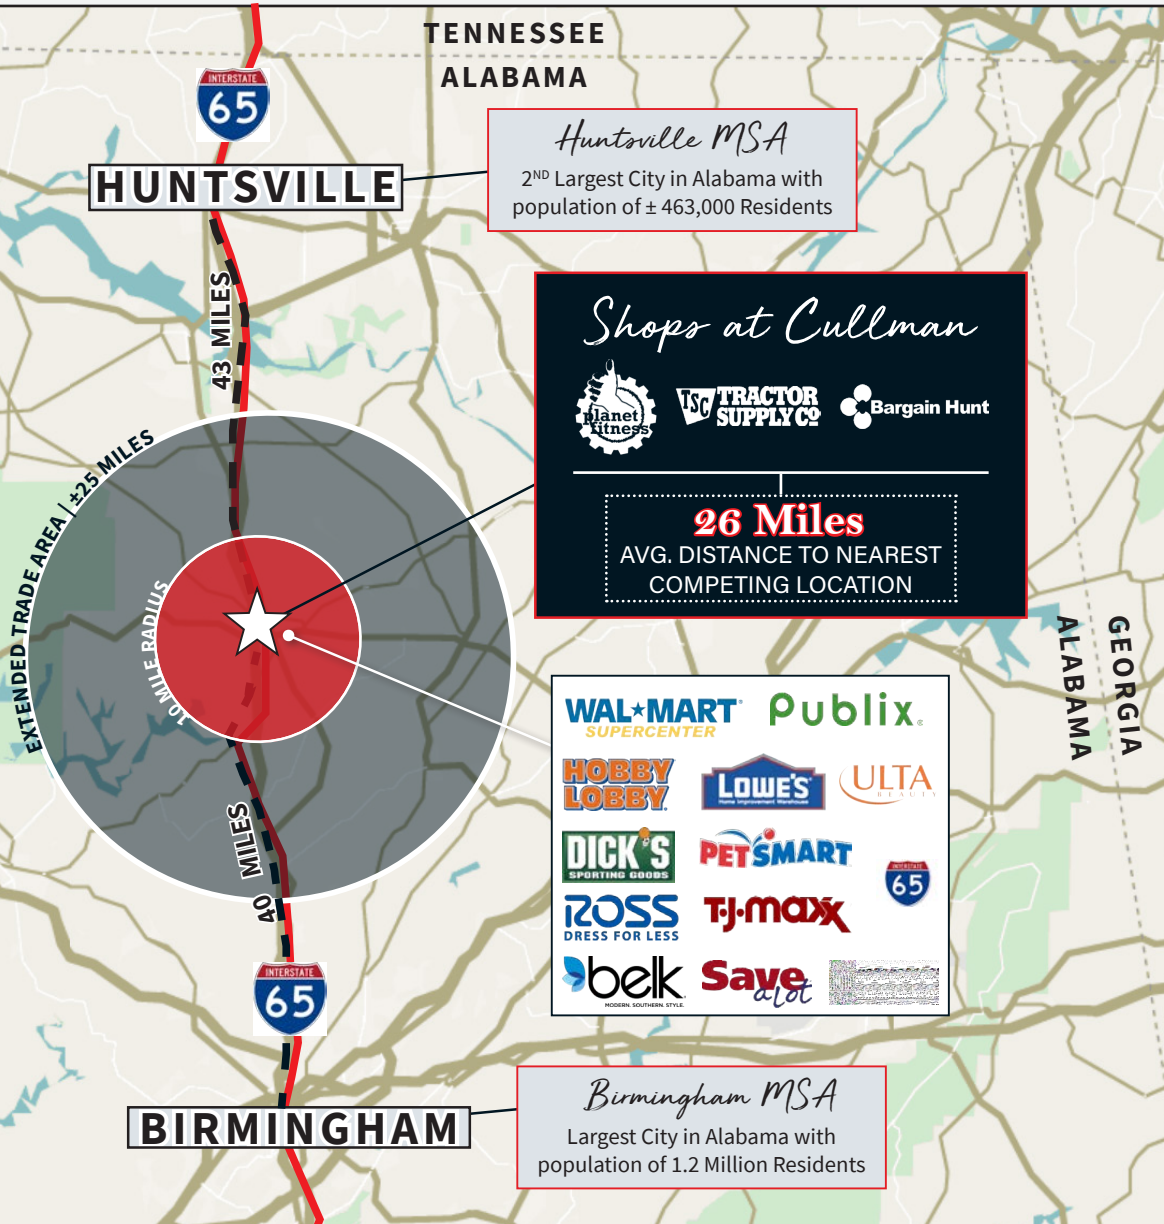 TENNESSEE
ALABAMA
INTERSTATE
65
HUNTSVILLE
Huntsville MSA
2ND Largest City in Alabama with
population of ± 463,000 Residents
43 MILES
Shops at Cullman
planet
fitness
TSC TRACTOR
SUPPLY CO
Bargain Hunt
26 Miles
AVG. DISTANCE TO NEAREST
COMPETING LOCATION
EXTENDED TRADE AREA | ±25 MILES
10 MILE RADIUS
GEORGIA
ALABAMA
WAL★MART
SUPERCENTER
Publix
HOBBY
LOBBY
LOWE'S
Home Improvement Warehouse
ULTA
BEAUTY
DICK'S
SPORTING GOODS
PETSMART
INTERSTATE
65
ROSS
DRESS FOR LESS
T•J•maxx
belk
MODERN. SOUTHERN. STYLE.
Save
a lot
40 MILES
INTERSTATE
65
BIRMINGHAM
Birmingham MSA
Largest City in Alabama with
population of 1.2 Million Residents